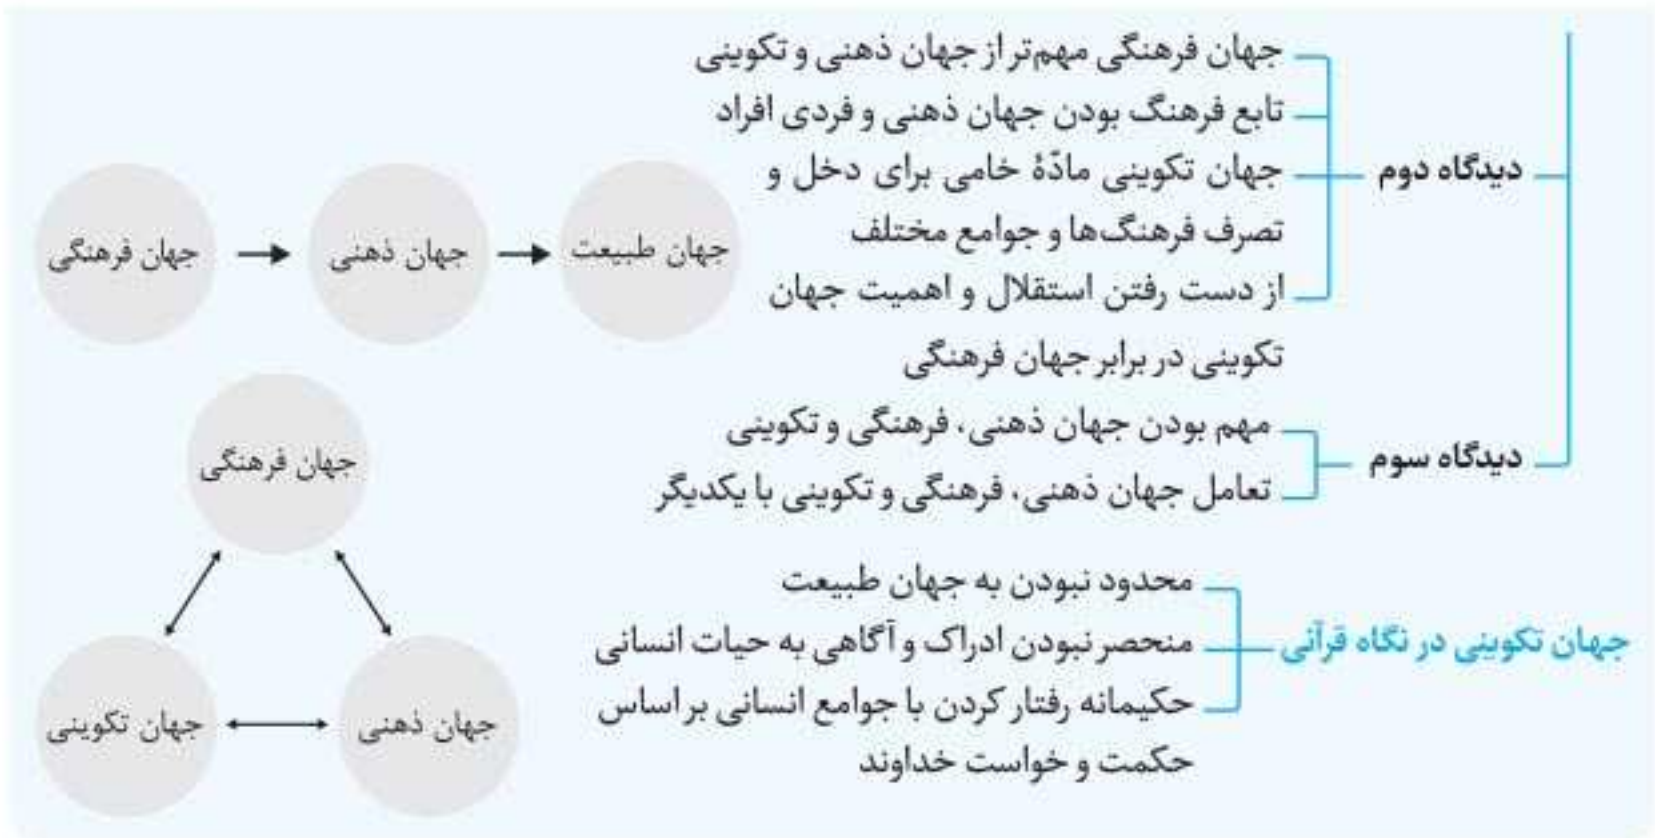 دیدگاه دوم
جهان فرهنگی مهم‌تر از جهان ذهنی و تکوینی
تابع فرهنگ بودن جهان ذهنی و فردی افراد
جهان تکوینی مادّهٔ خامی برای دخل و
تصرف فرهنگ‌ها و جوامع مختلف
از دست رفتن استقلال و اهمیت جهان
تکوینی در برابر جهان فرهنگی
جهان فرهنگی
جهان ذهنی
جهان طبیعت
دیدگاه سوم
مهم بودن جهان ذهنی، فرهنگی و تکوینی
تعامل جهان ذهنی، فرهنگی و تکوینی با یکدیگر
جهان فرهنگی
جهان ذهنی
جهان تکوینی
جهان تکوینی در نگاه قرآنی
محدود نبودن به جهان طبیعت
منحصر نبودن ادراک و آگاهی به حیات انسانی
حکیمانه رفتار کردن با جوامع انسانی بر اساس
حکمت و خواست خداوند